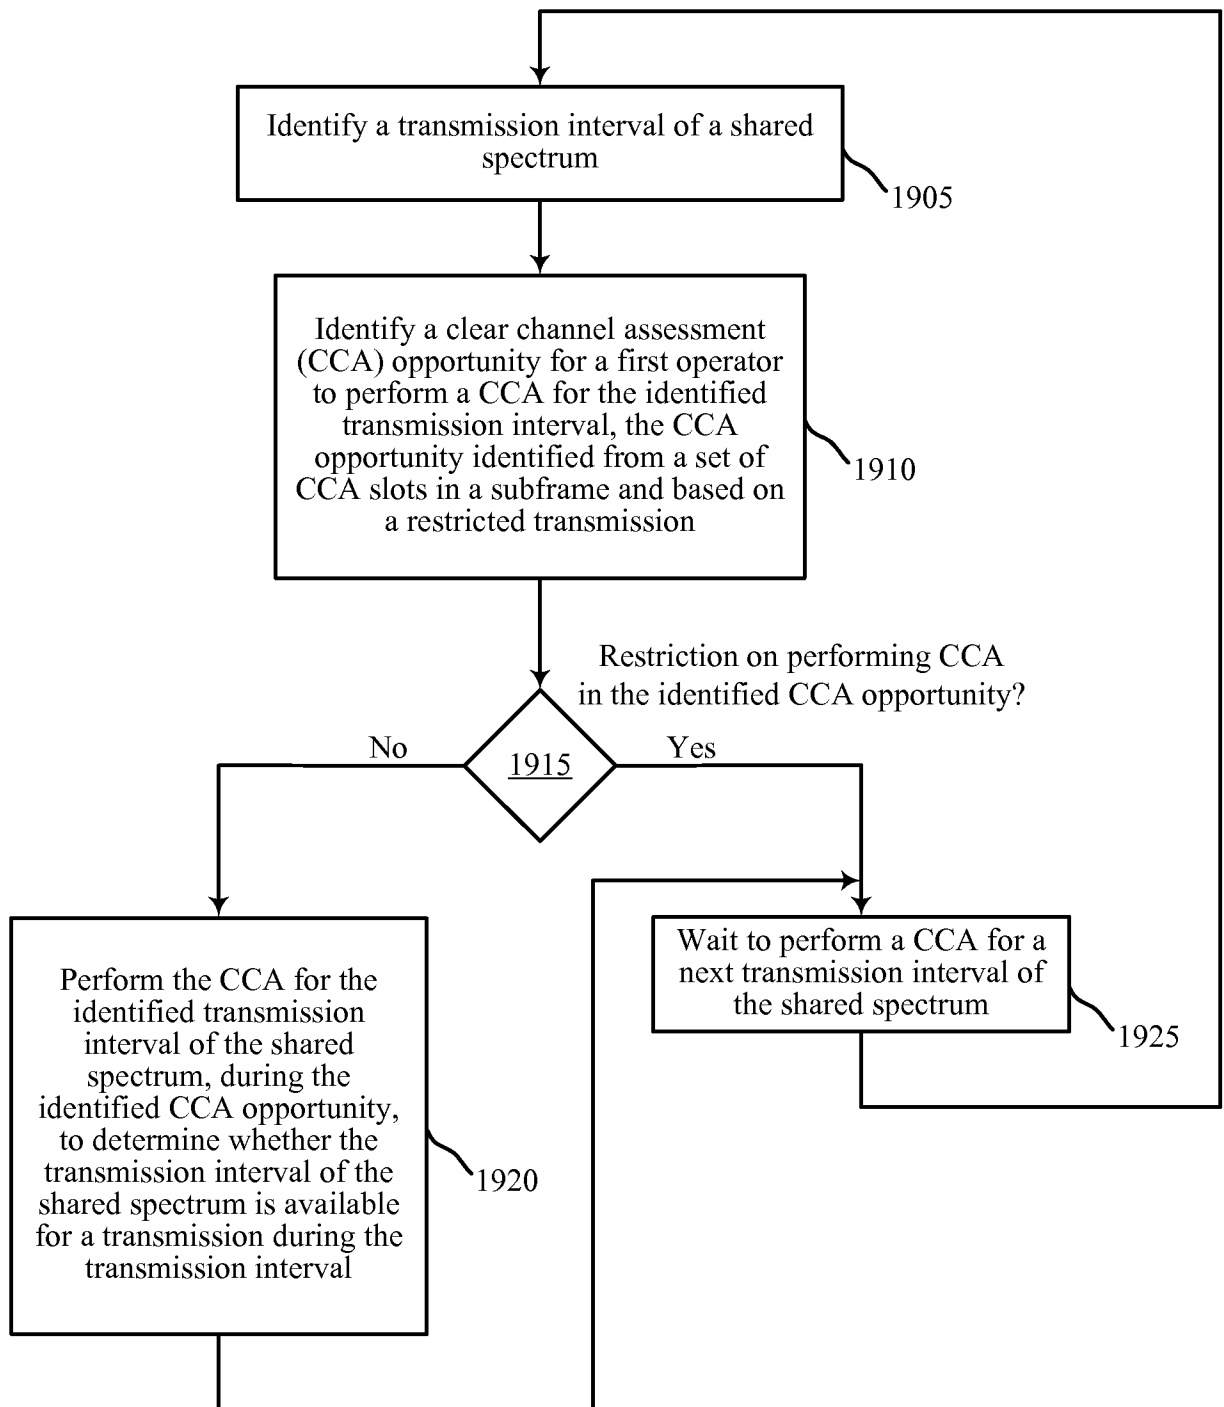 Identify a transmission interval of a shared
spectrum
1905
Identify a clear channel assessment
(CCA) opportunity for a first operator
to perform a CCA for the identified
transmission interval, the CCA
opportunity identified from a set of
CCA slots in a subframe and based on
a restricted transmission
1910
Restriction on performing CCA
in the identified CCA opportunity?
No
1915
Yes
Perform the CCA for the
identified transmission
interval of the shared
spectrum, during the
identified CCA opportunity,
to determine whether the
transmission interval of the
shared spectrum is available
for a transmission during the
transmission interval
1920
Wait to perform a CCA for a
next transmission interval of
the shared spectrum
1925